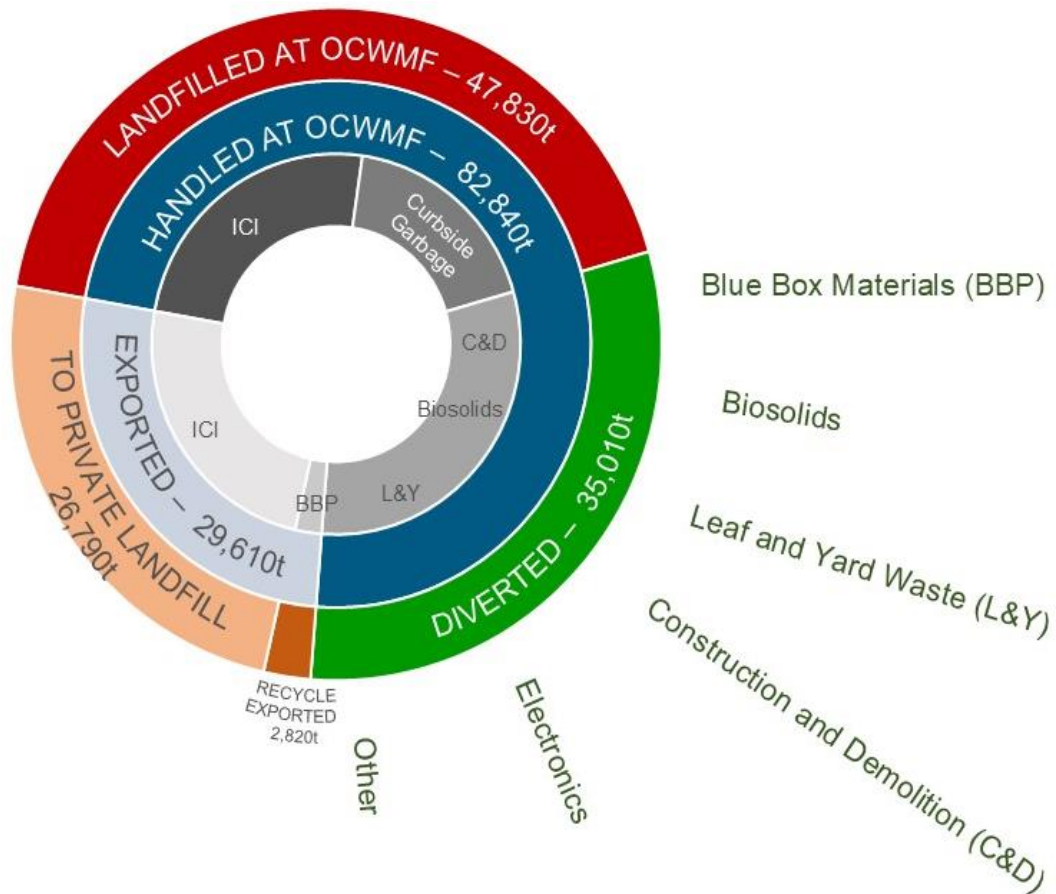 LANDFILLED AT OCWMF – 47,830t
HANDLED AT OCWMF – 82,840t
ICI
Curbside
Garbage
C&D
Biosolids
L&Y
BBP
ICI
EXPORTED – 29,610t
TO PRIVATE LANDFILL
26,790t
RECYCLE
EXPORTED
2,820t
DIVERTED – 35,010t
Blue Box Materials (BBP)
Biosolids
Leaf and Yard Waste (L&Y)
Construction and Demolition (C&D)
Electronics
Other